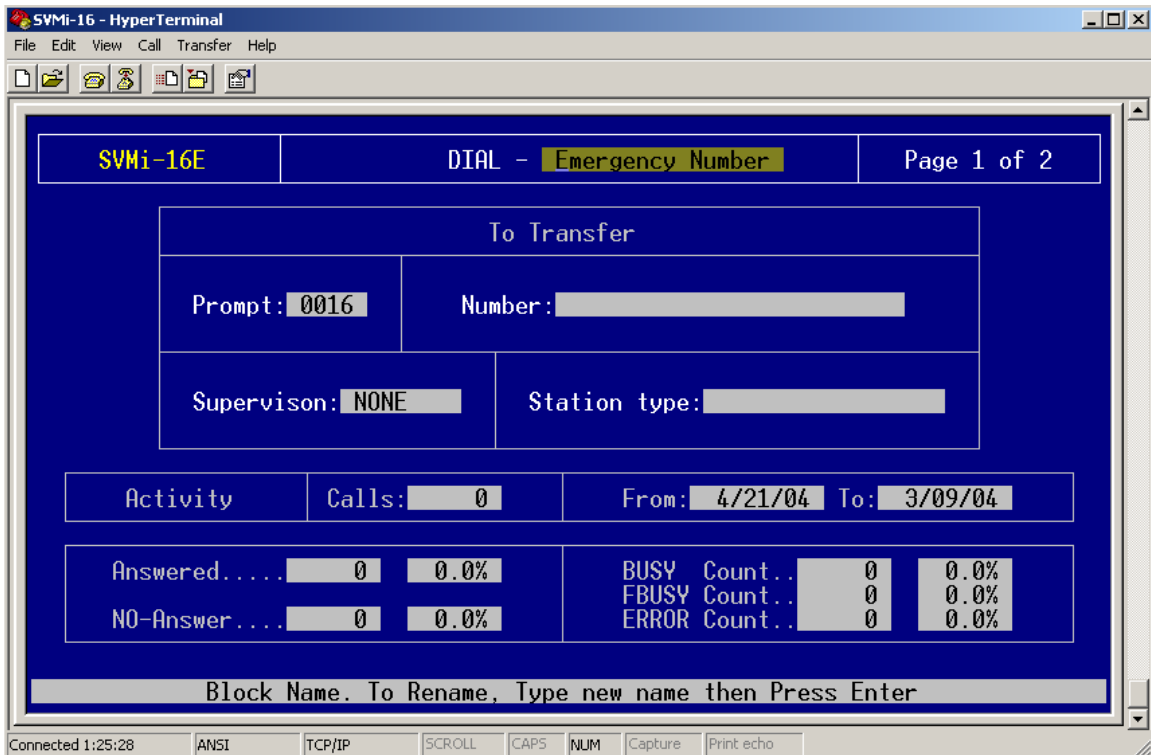 SVMi-16 - HyperTerminal
File Edit View Call Transfer Help
SVMi-16E DIAL - Emergency Number Page 1 of 2
To Transfer
Prompt: 0016 Number:
Supervison: NONE Station type:
Activity Calls: 0 From: 4/21/04 To: 3/09/04
Answered..... 0 0.0% BUSY Count.. 0 0.0%
FBUSY Count.. 0 0.0%
NO-Answer.... 0 0.0% ERROR Count.. 0 0.0%
Block Name. To Rename, Type new name then Press Enter
Connected 1:25:28 ANSI TCP/IP SCROLL CAPS NUM Capture Print echo